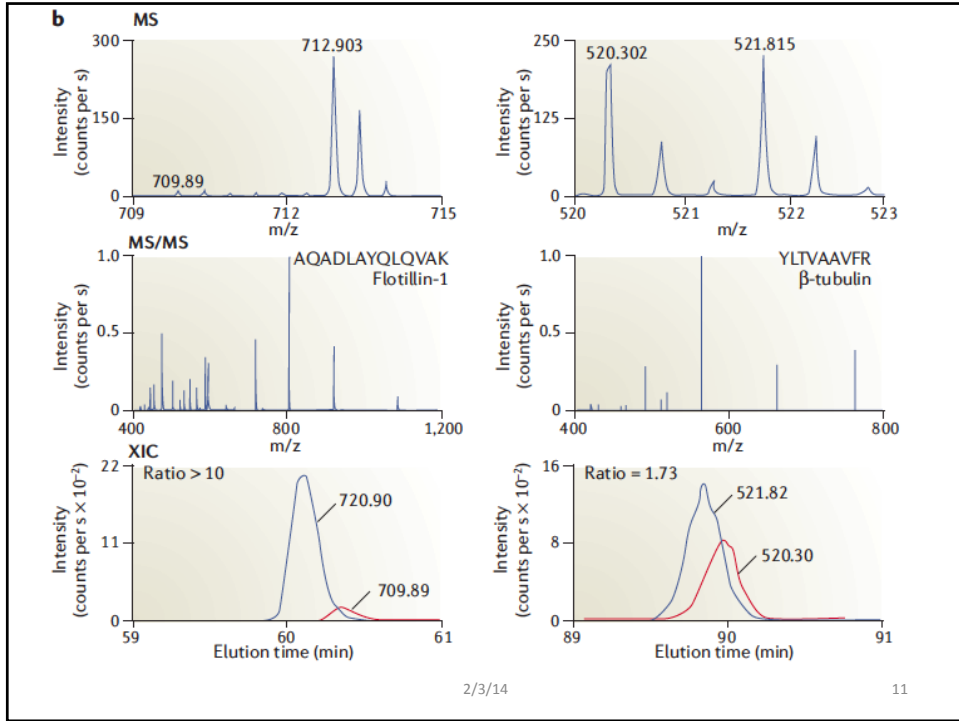 b MS
300
150
0
Intensity
(counts per s)
712.903
709.89
709 712 715
m/z
250
125
0
Intensity
(counts per s)
520.302
521.815
520 521 522 523
m/z
MS/MS
1.0
0.5
0
Intensity
(counts per s)
AQADLAYQLQVAK
Flotillin-1
400 800 1,200
m/z
1.0
0.5
0
Intensity
(counts per s)
YLTVAAVFR
β-tubulin
400 600 800
m/z
XIC
22
11
0
Intensity
(counts per s × 10⁻²)
Ratio > 10
720.90
709.89
59 60 61
Elution time (min)
16
8
0
Intensity
(counts per s × 10⁻²)
Ratio = 1.73
521.82
520.30
89 90 91
Elution time (min)
2/3/14
11